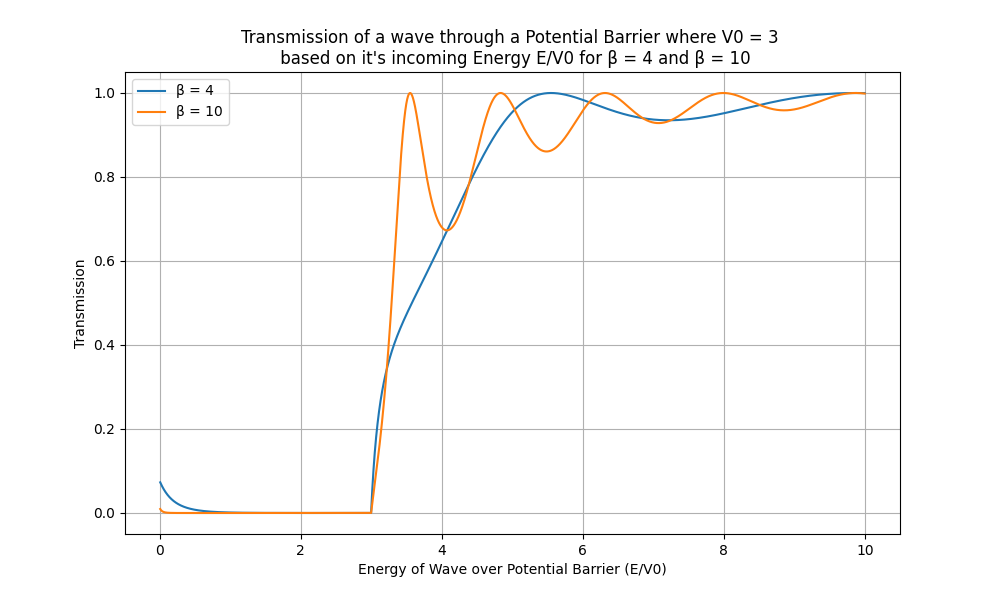 Transmission of a wave through a Potential Barrier where V0 = 3
based on it's incoming Energy E/V0 for β = 4 and β = 10
β = 4
β = 10
1.0
0.8
0.6
0.4
0.2
0.0
Transmission
0 2 4 6 8 10
Energy of Wave over Potential Barrier (E/V0)